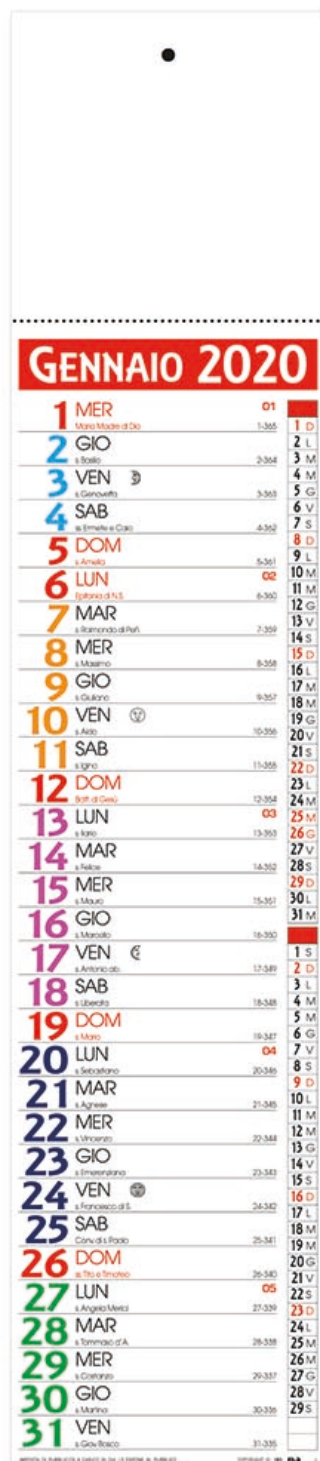 GENNAIO 2020
1 MER 01
Maria Madre di Dio 1-365
2 GIO
s. Basilio 2-364
3 VEN
s. Genoveffa 3-363
4 SAB
ss. Ermete e Caio 4-362
5 DOM
s. Amelia 5-361
6 LUN 02
Epifania di N.S. 6-360
7 MAR
s. Raimondo di Peñ. 7-359
8 MER
s. Massimo 8-358
9 GIO
s. Giuliano 9-357
10 VEN
s. Aldo 10-356
11 SAB
s. Igino 11-355
12 DOM
Batt. di Gesù 12-354
13 LUN 03
s. Ilario 13-353
14 MAR
s. Felice 14-352
15 MER
s. Mauro 15-351
16 GIO
s. Marcello 16-350
17 VEN
s. Antonio ab. 17-349
18 SAB
s. Liberata 18-348
19 DOM
s. Mario 19-347
20 LUN 04
s. Sebastiano 20-346
21 MAR
s. Agnese 21-345
22 MER
s. Vincenzo 22-344
23 GIO
s. Emerenziana 23-343
24 VEN
s. Francesco di S. 24-342
25 SAB
Conv. di s. Paolo 25-341
26 DOM
ss. Tito e Timoteo 26-340
27 LUN 05
s. Angela Merici 27-339
28 MAR
s. Tommaso d'A. 28-338
29 MER
s. Costanzo 29-337
30 GIO
s. Martina 30-336
31 VEN
s. Giov. Bosco 31-335
1 D
2 L
3 M
4 M
5 G
6 V
7 S
8 D
9 L
10 M
11 M
12 G
13 V
14 S
15 D
16 L
17 M
18 M
19 G
20 V
21 S
22 D
23 L
24 M
25 M
26 G
27 V
28 S
29 D
30 L
31 M
1 S
2 D
3 L
4 M
5 M
6 G
7 V
8 S
9 D
10 L
11 M
12 M
13 G
14 V
15 S
16 D
17 L
18 M
19 M
20 G
21 V
22 S
23 D
24 L
25 M
26 M
27 G
28 V
29 S